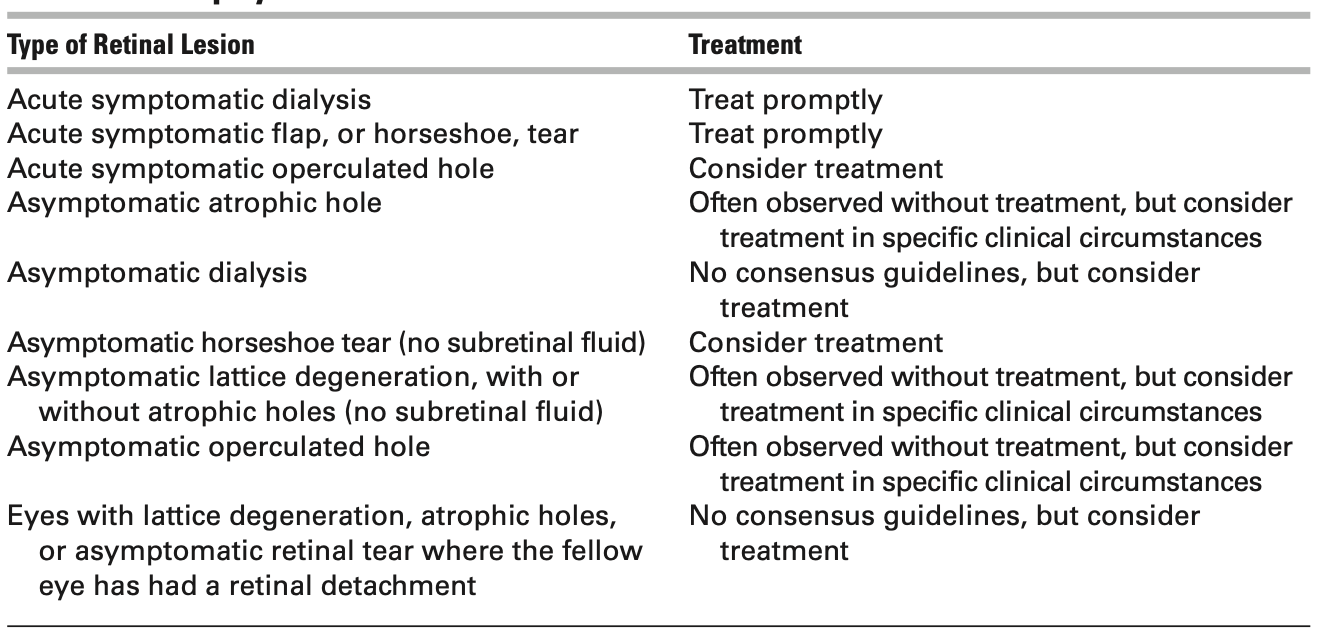 Type of Retinal Lesion Treatment
Acute symptomatic dialysis Treat promptly
Acute symptomatic flap, or horseshoe, tear Treat promptly
Acute symptomatic operculated hole Consider treatment
Asymptomatic atrophic hole Often observed without treatment, but consider
treatment in specific clinical circumstances
Asymptomatic dialysis No consensus guidelines, but consider
treatment
Asymptomatic horseshoe tear (no subretinal fluid) Consider treatment
Asymptomatic lattice degeneration, with or Often observed without treatment, but consider
without atrophic holes (no subretinal fluid) treatment in specific clinical circumstances
Asymptomatic operculated hole Often observed without treatment, but consider
treatment in specific clinical circumstances
Eyes with lattice degeneration, atrophic holes, No consensus guidelines, but consider
or asymptomatic retinal tear where the fellow treatment
eye has had a retinal detachment